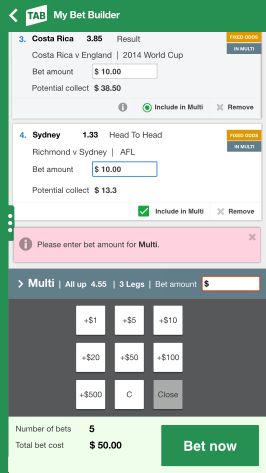 TAB My Bet Builder
3. Costa Rica 3.85 Result FIXED ODDS
Costa Rica v England | 2014 World Cup IN MULTI
Bet amount $ 10.00
Potential collect $ 38.50
i Include in Multi Remove
4. Sydney 1.33 Head To Head FIXED ODDS
Richmond v Sydney | AFL IN MULTI
Bet amount $ 10.00
Potential collect $ 13.3
Include in Multi Remove
Please enter bet amount for Multi.
Multi | All up 4.55 | 3 Legs | Bet amount $
+$1 +$5 +$10
+$20 +$50 +$100
+$500 C Close
Number of bets 5
Total bet cost $ 50.00
Bet now